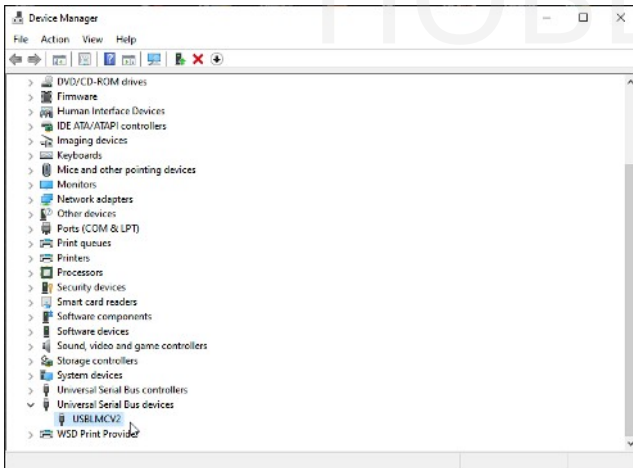 Device Manager
File Action View Help
DVD/CD-ROM drives
Firmware
Human Interface Devices
IDE ATA/ATAPI controllers
Imaging devices
Keyboards
Mice and other pointing devices
Monitors
Network adapters
Other devices
Ports (COM & LPT)
Print queues
Printers
Processors
Security devices
Smart card readers
Software components
Software devices
Sound, video and game controllers
Storage controllers
System devices
Universal Serial Bus controllers
Universal Serial Bus devices
USBLMCV2
WSD Print Provider